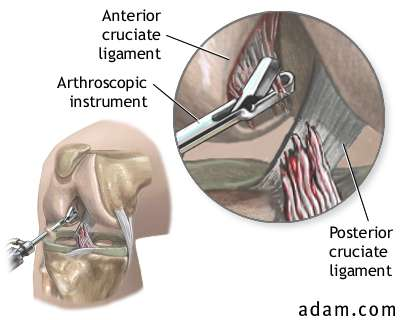 Anterior
cruciate
ligament
Arthroscopic
instrument
Posterior
cruciate
ligament
adam.com